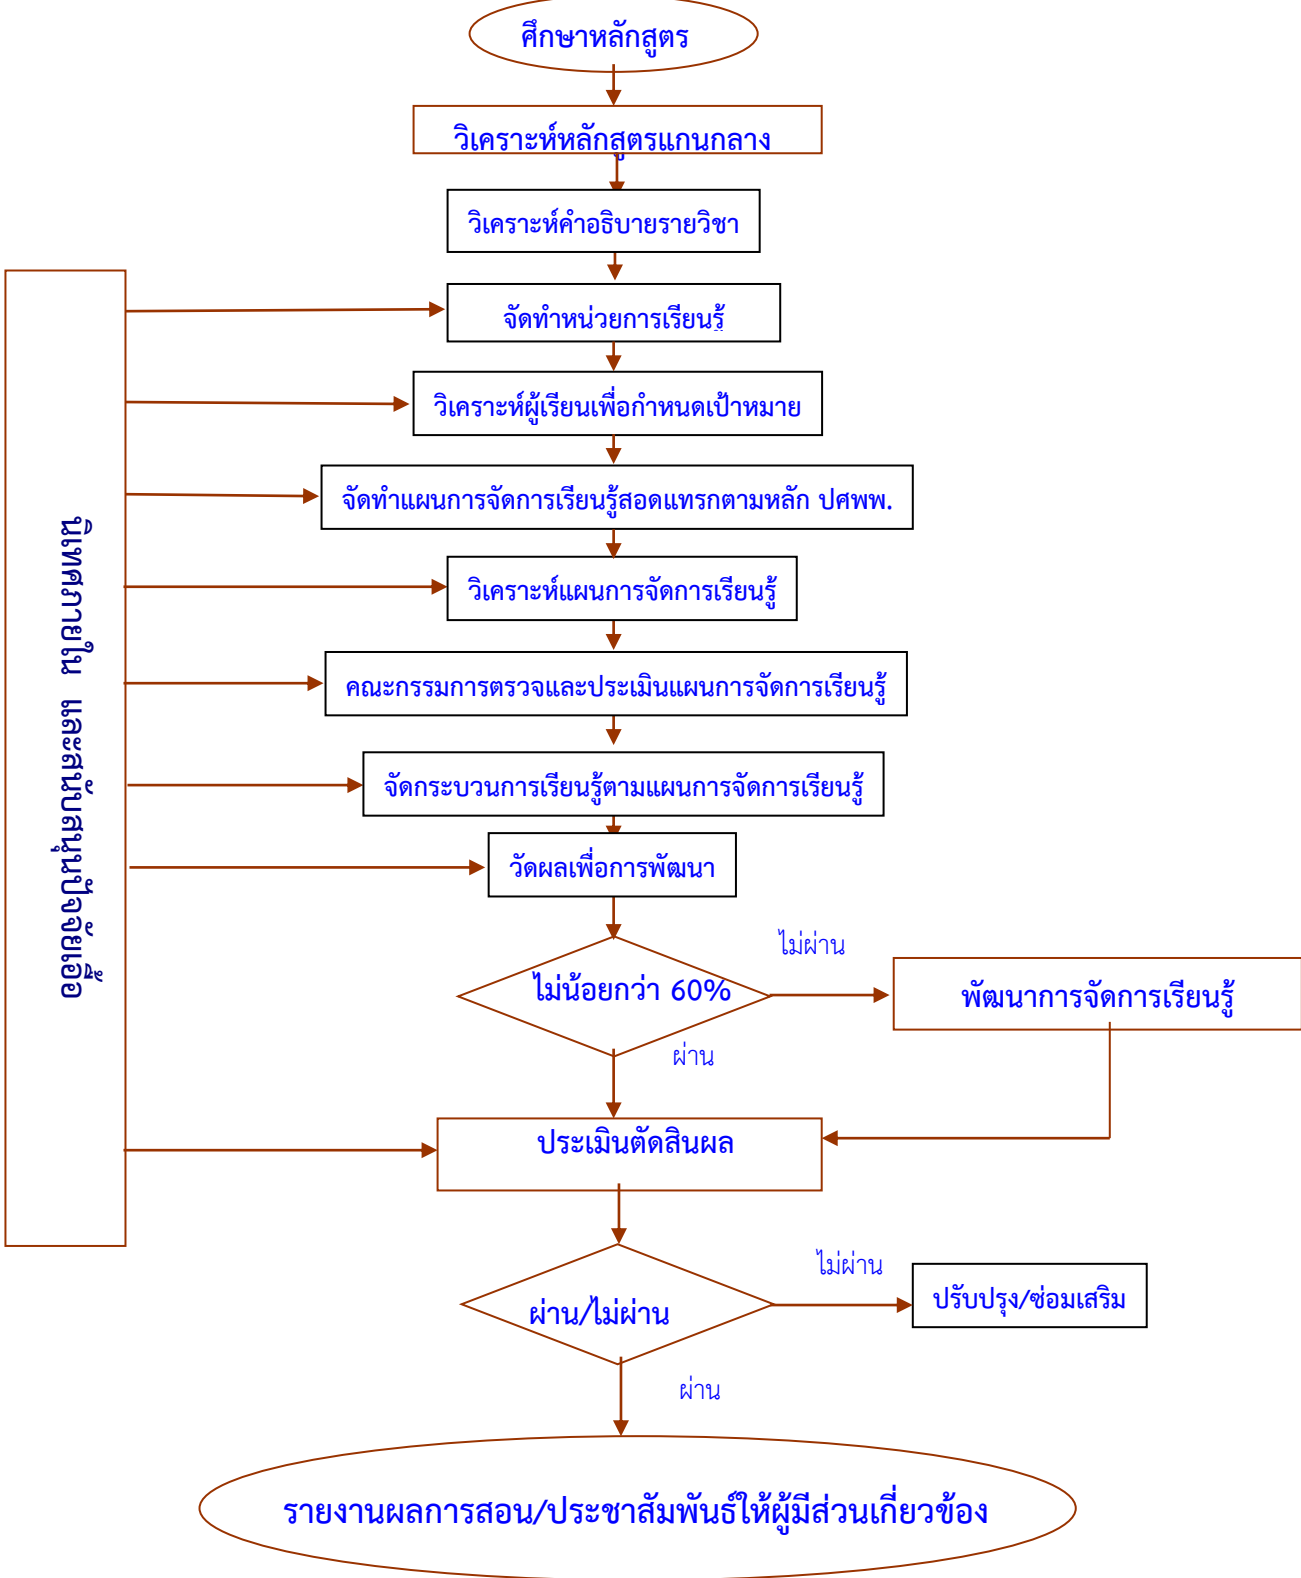 ศึกษาหลักสูตร
วิเคราะห์หลักสูตรแกนกลาง
วิเคราะห์คำอธิบายรายวิชา
จัดทำหน่วยการเรียนรู้
วิเคราะห์ผู้เรียนเพื่อกำหนดเป้าหมาย
จัดทำแผนการจัดการเรียนรู้สอดแทรกตามหลัก ปศพพ.
วิเคราะห์แผนการจัดการเรียนรู้
คณะกรรมการตรวจและประเมินแผนการจัดการเรียนรู้
จัดกระบวนการเรียนรู้ตามแผนการจัดการเรียนรู้
วัดผลเพื่อการพัฒนา
นิเทศภายใน และสนับสนุนปัจจัยเอื้อ
ไม่ผ่าน
ไม่น้อยกว่า 60%
พัฒนาการจัดการเรียนรู้
ผ่าน
ประเมินตัดสินผล
ไม่ผ่าน
ผ่าน/ไม่ผ่าน
ปรับปรุง/ซ่อมเสริม
ผ่าน
รายงานผลการสอน/ประชาสัมพันธ์ให้ผู้มีส่วนเกี่ยวข้อง